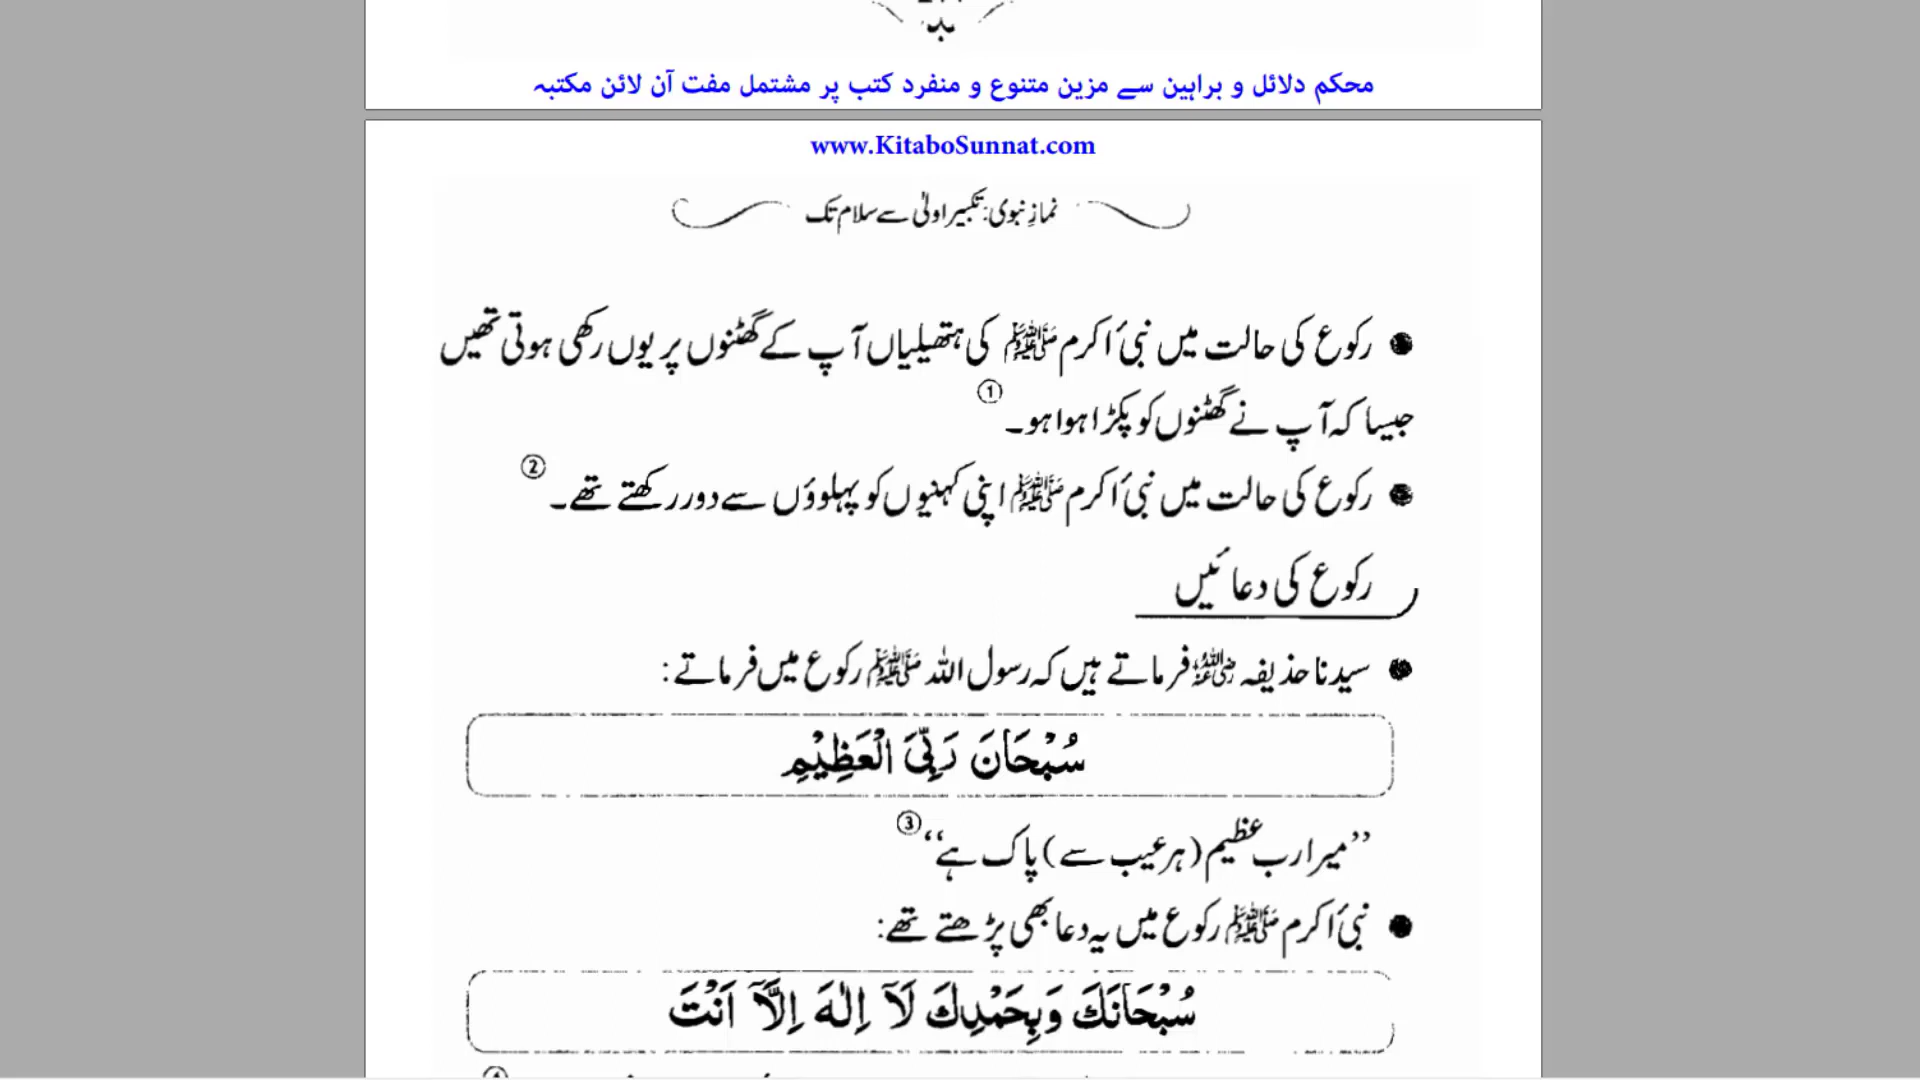 محکم دلائل و براہین سے مزین متنوع و منفرد کتب پر مشتمل مفت آن لائن مکتبہ
www.KitaboSunnat.com
نمازِ نبوی: تکبیر اولیٰ سے سلام تک
● رکوع کی حالت میں نبیٔ اکرم ﷺ کی ہتھیلیاں آپ کے گھٹنوں پر یوں رکھی ہوتی تھیں
جیسا کہ آپ نے گھٹنوں کو پکڑا ہوا ہو۔ ①
● رکوع کی حالت میں نبیٔ اکرم ﷺ اپنی کہنیوں کو پہلوؤں سے دور رکھتے تھے۔ ②
رکوع کی دعائیں
● سیدنا حذیفہ رضی اللہ عنہ فرماتے ہیں کہ رسول اللہ ﷺ رکوع میں فرماتے:
سُبْحَانَ رَبِّیَ الْعَظِیْمِ
”میرا رب عظیم (ہر عیب سے) پاک ہے“ ③
● نبیٔ اکرم ﷺ رکوع میں یہ دعا بھی پڑھتے تھے:
سُبْحَانَكَ وَبِحَمْدِكَ لَآ اِلٰهَ اِلَّآ اَنْتَ